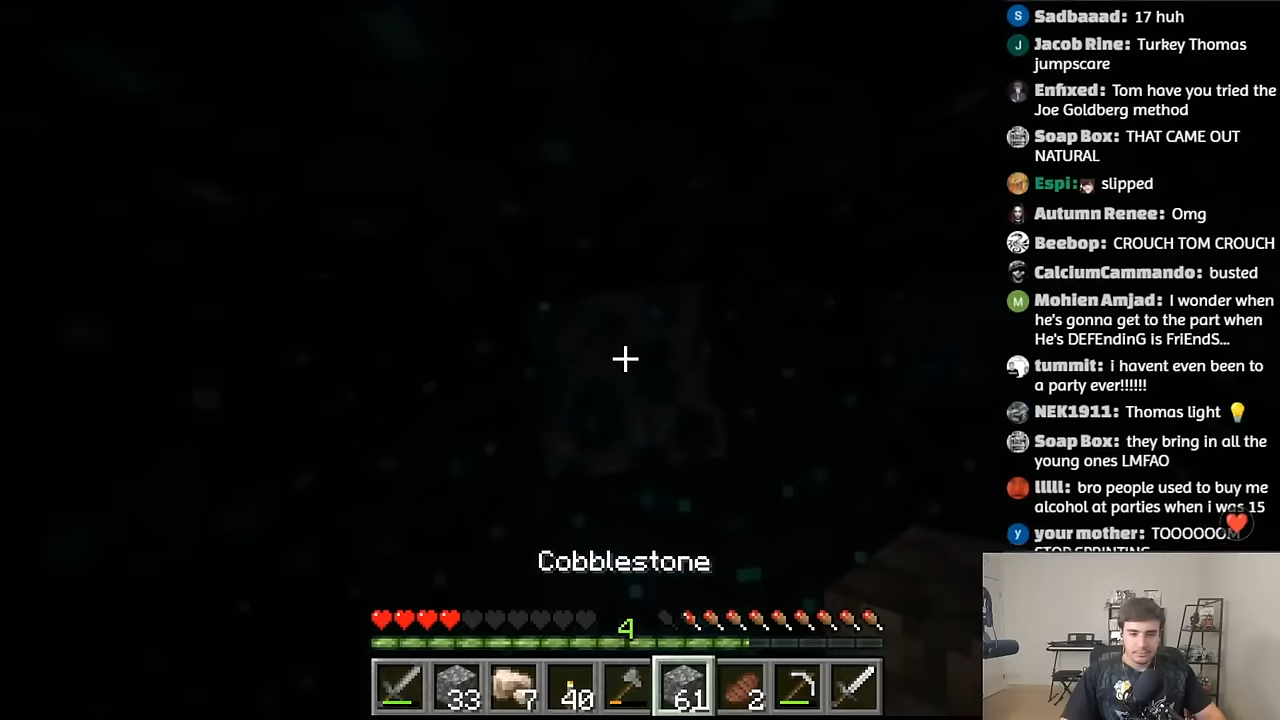 Sadbaaad: 17 huh
Jacob Rine: Turkey Thomas
jumpscare
Enfixed: Tom have you tried the
Joe Goldberg method
Soap Box: THAT CAME OUT
NATURAL
Espi: slipped
Autumn Renee: Omg
Beebop: CROUCH TOM CROUCH
CalciumCammando: busted
Mohien Amjad: I wonder when
he's gonna get to the part when
He's DEFEndinG is FriEndS...
tummit: i havent even been to
a party ever!!!!!!
NEK1911: Thomas light 💡
Soap Box: they bring in all the
young ones LMFAO
lllll: bro people used to buy me
alcohol at parties when i was 15
your mother: TOOOOOOM
STOP SPRINTING
Cobblestone
4
33 7 40 61 2